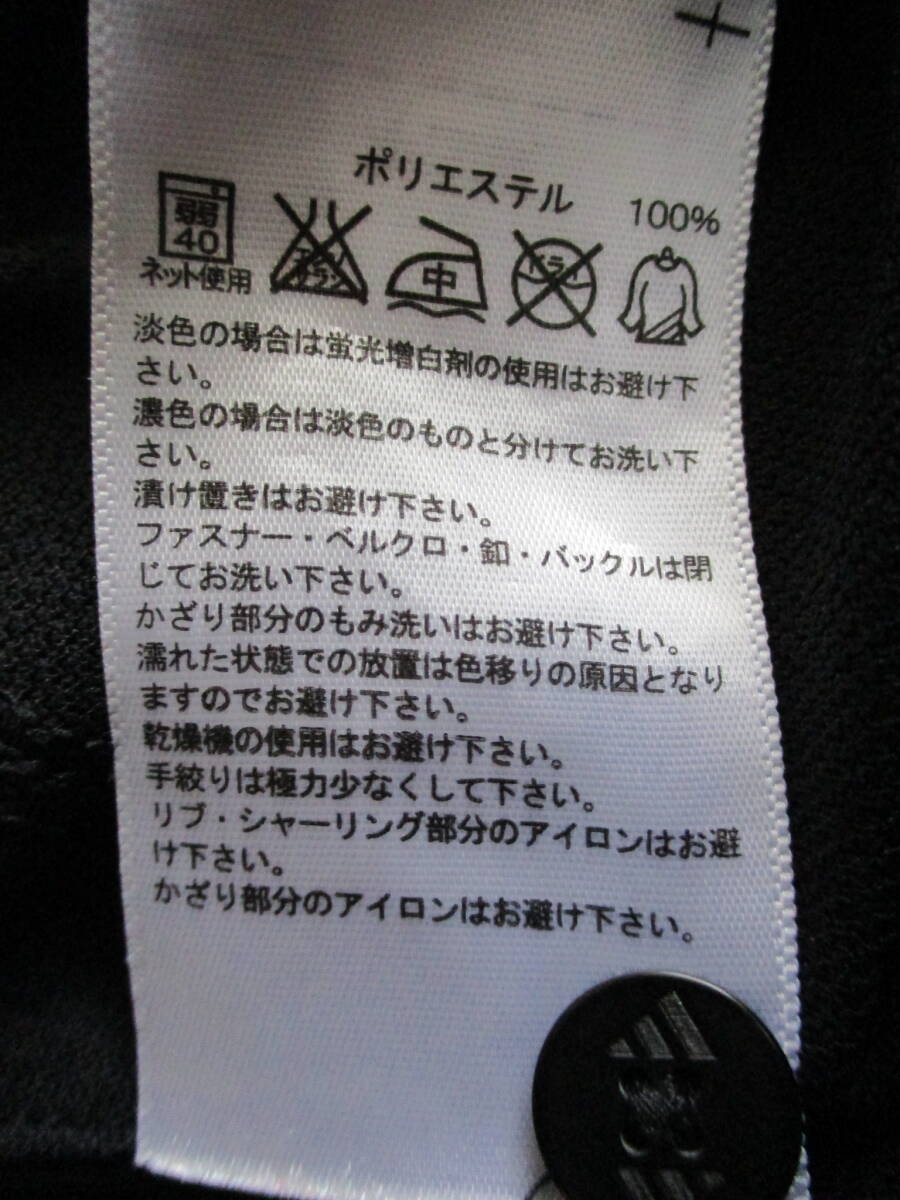 ポリエステル 100%
弱
40
ネット使用
エンソ
サラシ
中
ドライ
淡色の場合は蛍光増白剤の使用はお避け下
さい。
濃色の場合は淡色のものと分けてお洗い下
さい。
漬け置きはお避け下さい。
ファスナー・ベルクロ・釦・バックルは閉
じてお洗い下さい。
かざり部分のもみ洗いはお避け下さい。
濡れた状態での放置は色移りの原因となり
ますのでお避け下さい。
乾燥機の使用はお避け下さい。
手絞りは極力少なくして下さい。
リブ・シャーリング部分のアイロンはお避
け下さい。
かざり部分のアイロンはお避け下さい。